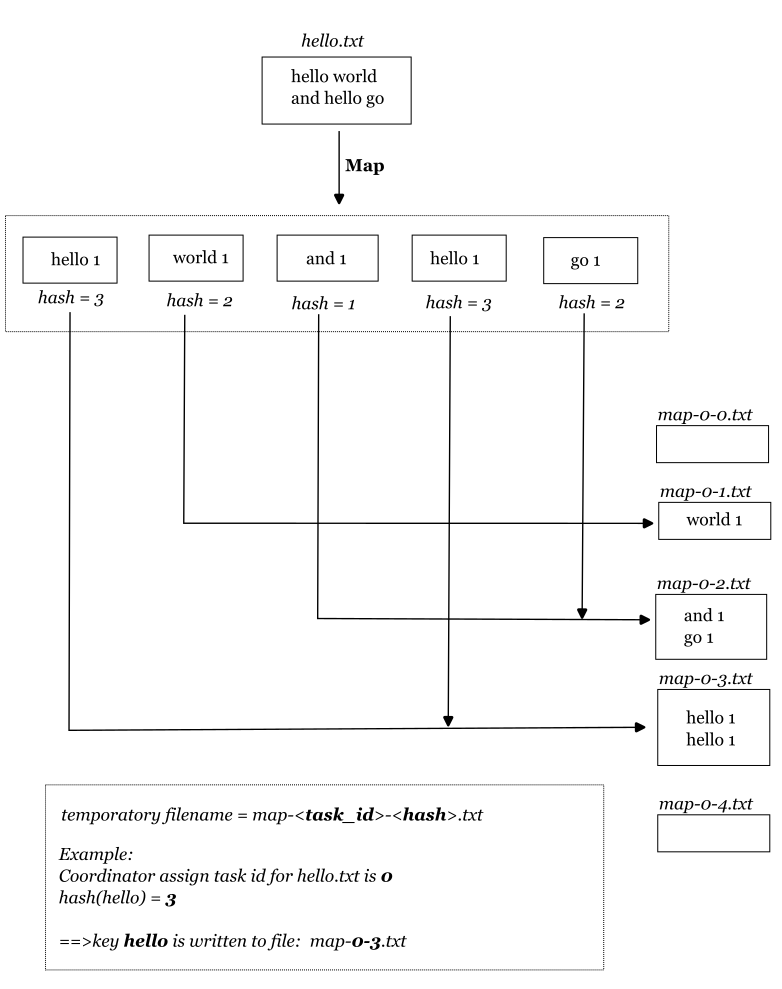 hello.txt
hello world
and hello go
Map
hello 1
world 1
and 1
hello 1
go 1
hash = 3
hash = 2
hash = 1
hash = 3
hash = 2
map-0-0.txt
map-0-1.txt
world 1
map-0-2.txt
and 1
go 1
map-0-3.txt
hello 1
hello 1
map-0-4.txt
temporatory filename = map-<task_id>-<hash>.txt
Example:
Coordinator assign task id for hello.txt is 0
hash(hello) = 3
==>key hello is written to file: map-0-3.txt